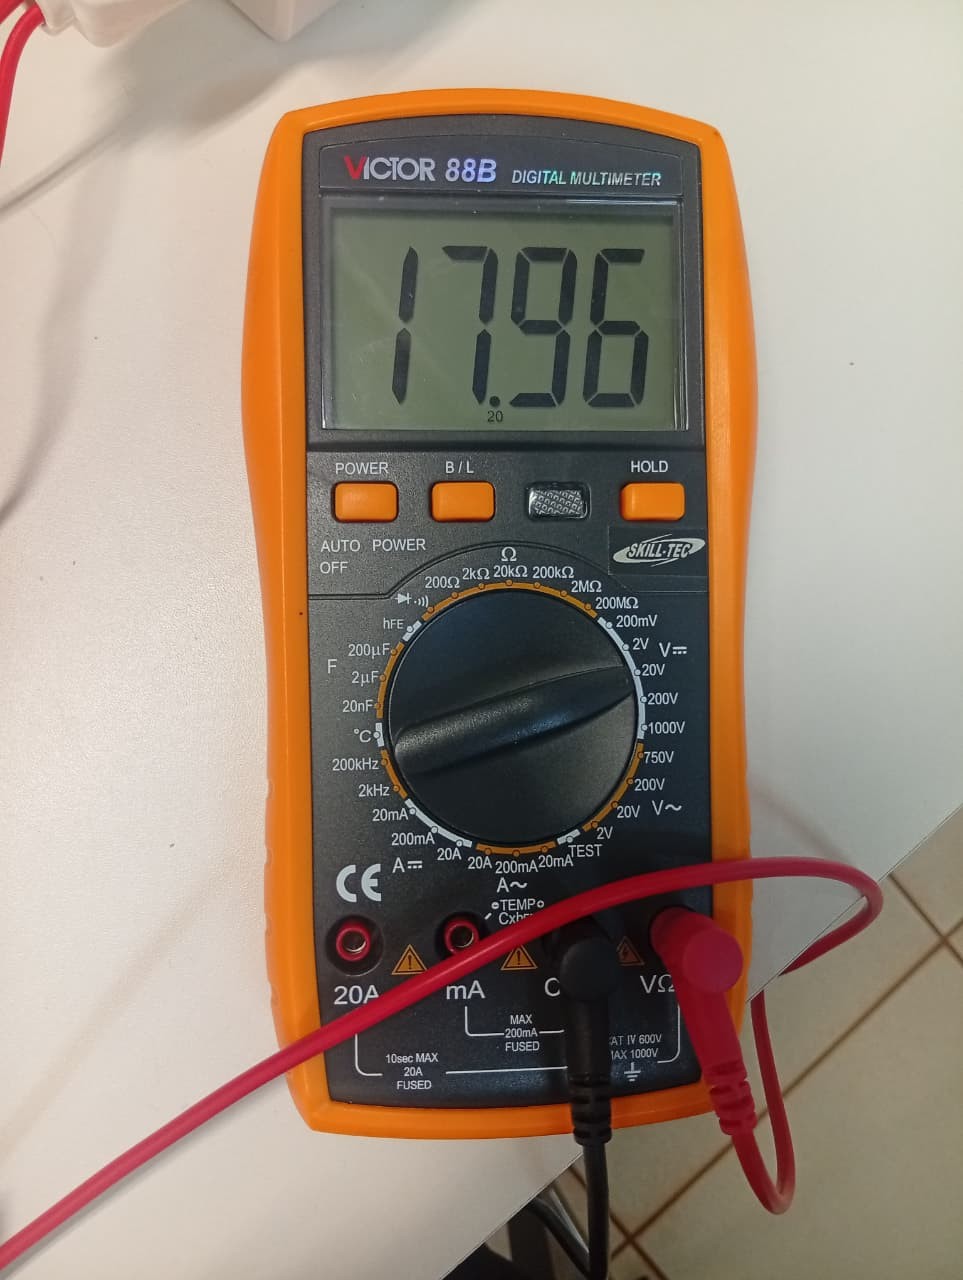 VICTOR 88B DIGITAL MULTIMETER
17.96
20
POWER B / L HOLD
AUTO POWER
OFF
SKILL-TEC
Ω
200Ω 2kΩ 20kΩ 200kΩ 2MΩ 200MΩ
hFE
200mV
2V V⎓
20V
200V
1000V
750V
200V
20V V~
2V
TEST
F
200µF
2µF
20nF
°C
200kHz
2kHz
20mA
200mA
20A
A⎓
20A 200mA 20mA
A~
CE
TEMP
20A mA VΩ
MAX
200mA
FUSED
10sec MAX
20A
FUSED
IV 600V
1000V